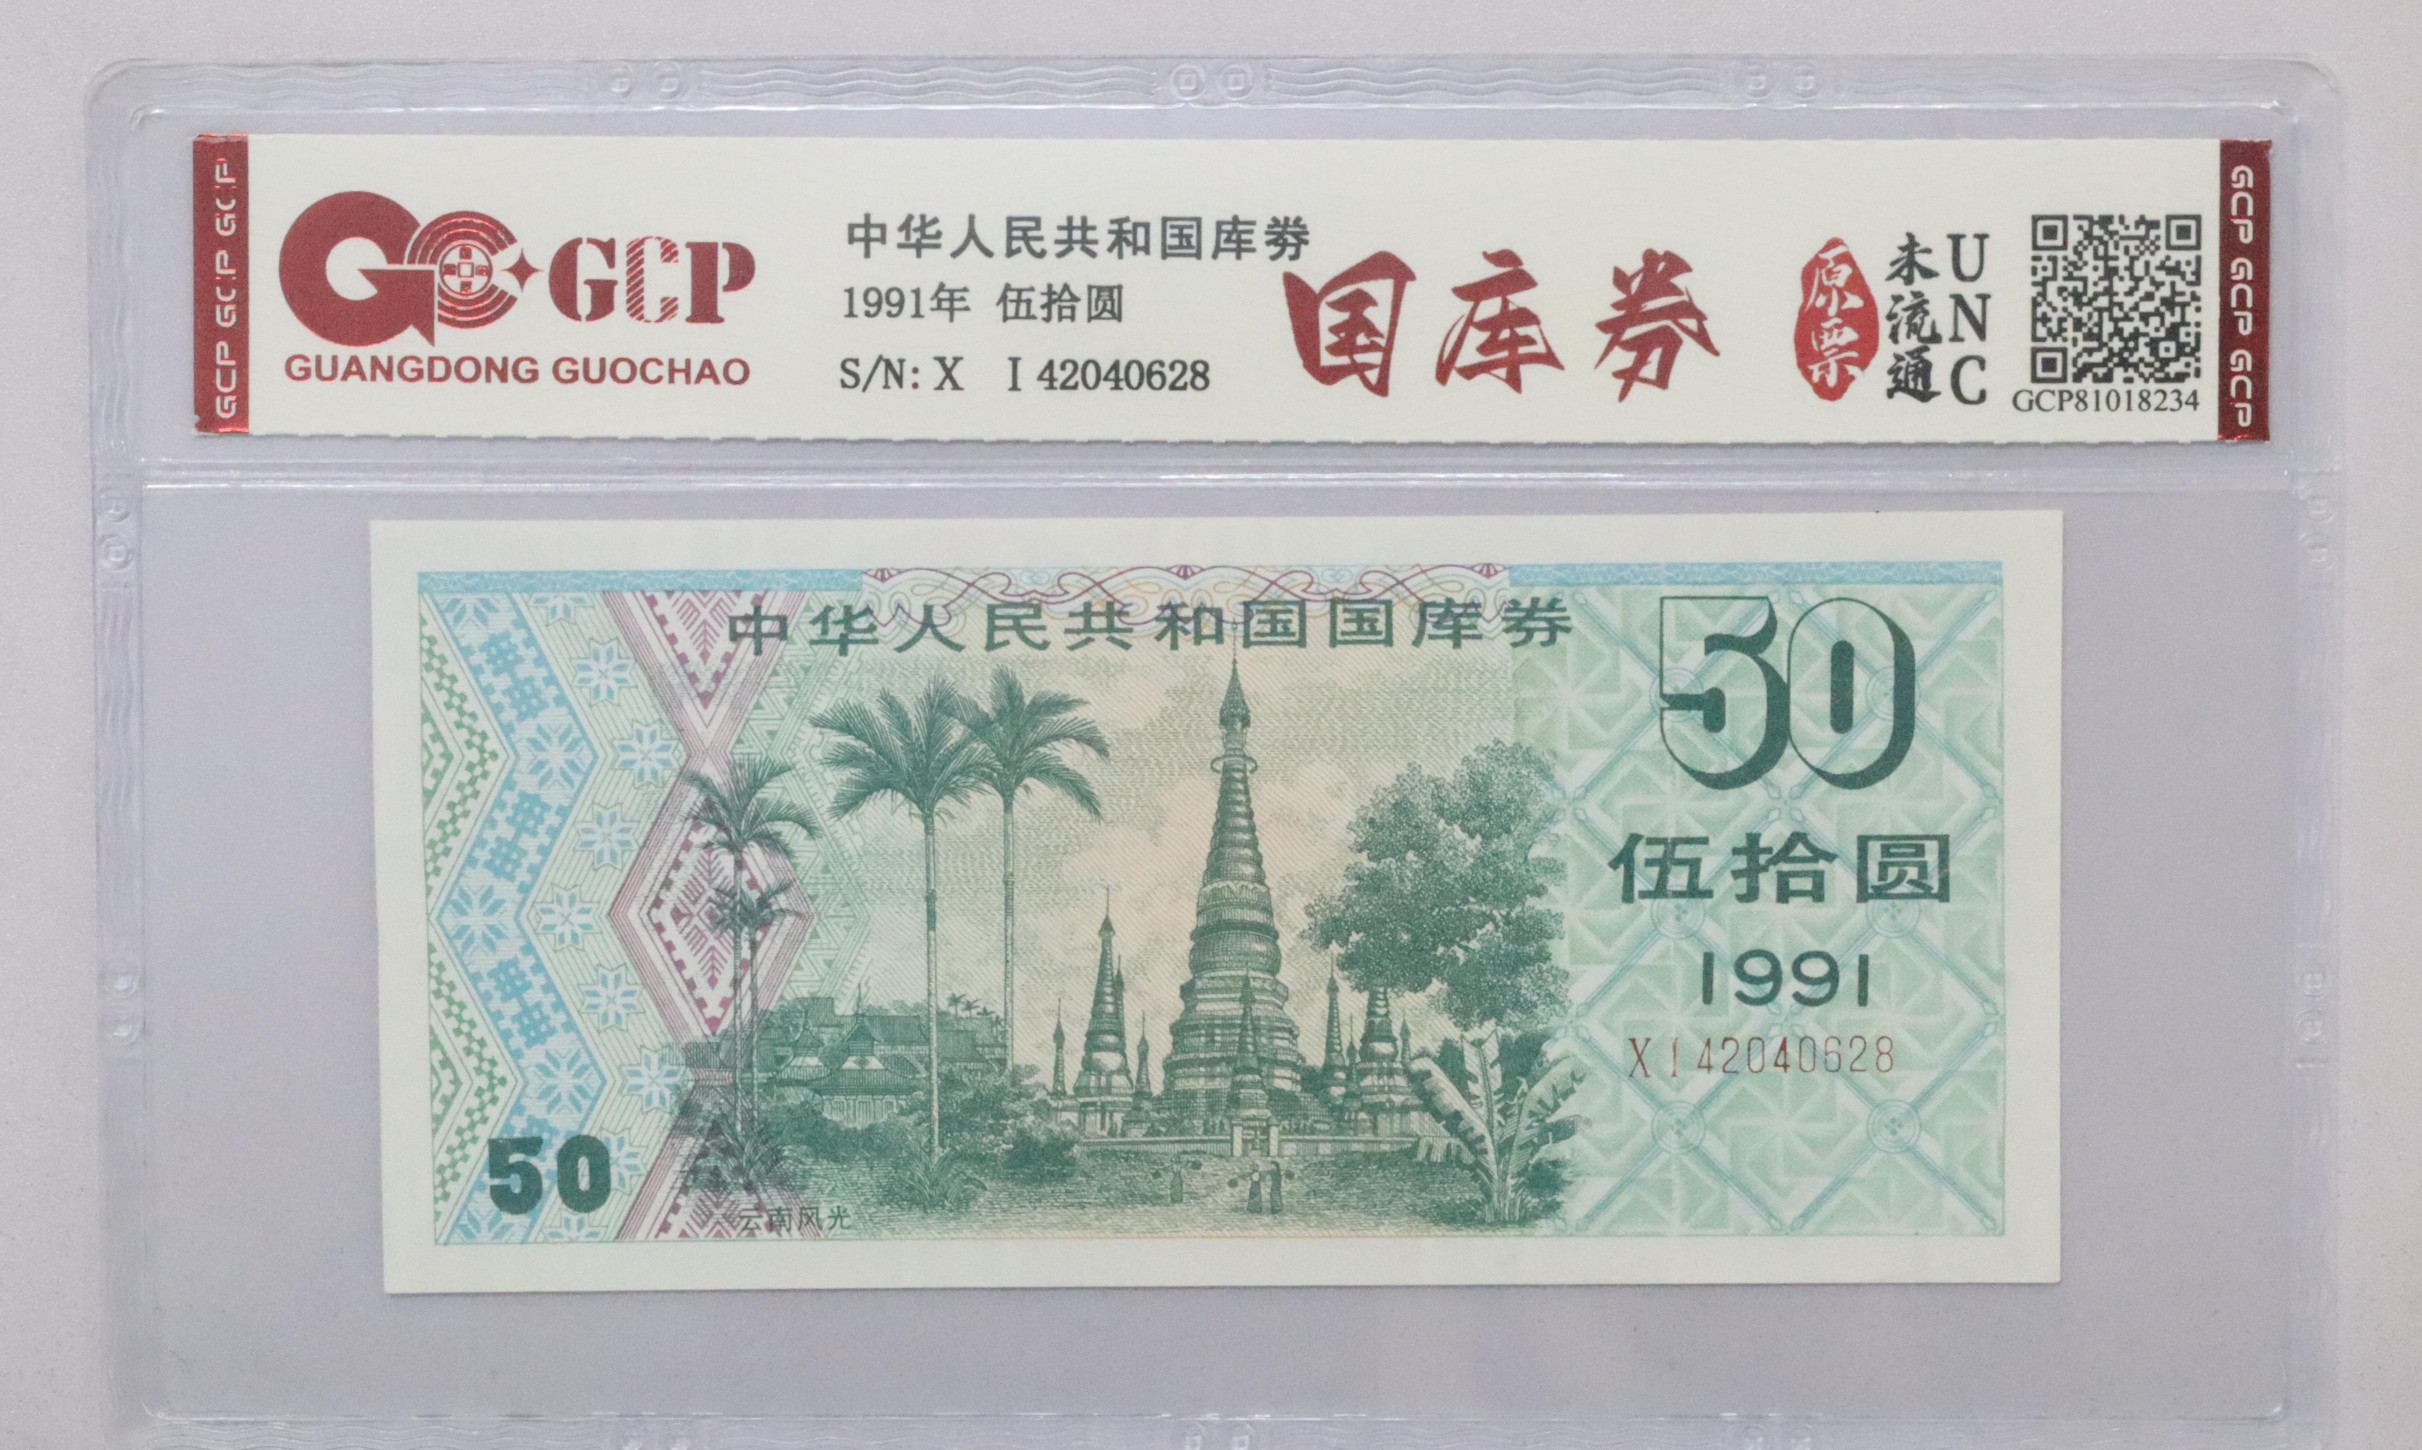 GCP GCP GCP
GCP
GUANGDONG GUOCHAO
中华人民共和国库券
1991年 伍拾圆
S/N: X I 42040628
国库券
原票
未流通
UNC
GCP81018234
GCP GCP GCP
中华人民共和国国库券
50
伍拾圆
1991
X I 42040628
50
云南风光